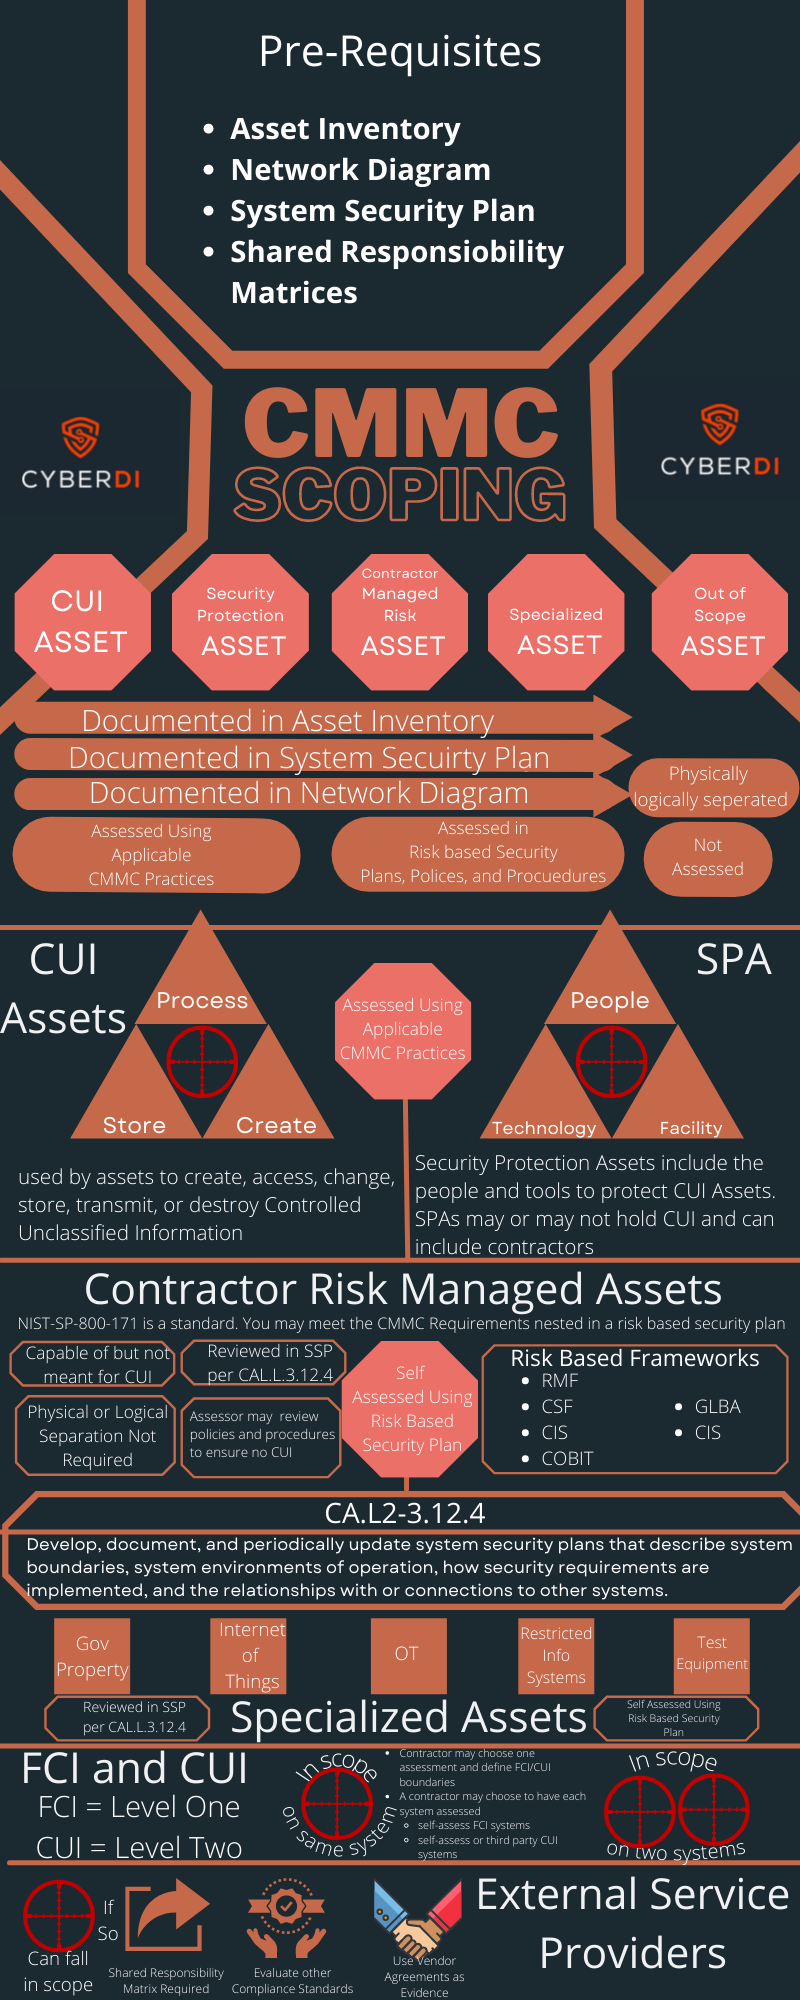 Pre-Requisites
Asset Inventory
Network Diagram
System Security Plan
Shared Responsiobility
Matrices
CMMC
SCOPING
CYBERDI
CYBERDI
CUI
ASSET
Security
Protection
ASSET
Contractor
Managed
Risk
ASSET
Specialized
ASSET
Out of
Scope
ASSET
Documented in Asset Inventory
Documented in System Secuirty Plan
Documented in Network Diagram
Physically
logically seperated
Assessed Using
Applicable
CMMC Practices
Assessed in
Risk based Security
Plans, Polices, and Procuedures
Not
Assessed
CUI
Assets
Process
Store
Create
Assessed Using
Applicable
CMMC Practices
SPA
People
Technology
Facility
used by assets to create, access, change,
store, transmit, or destroy Controlled
Unclassified Information
Security Protection Assets include the
people and tools to protect CUI Assets.
SPAs may or may not hold CUI and can
include contractors
Contractor Risk Managed Assets
NIST-SP-800-171 is a standard. You may meet the CMMC Requirements nested in a risk based security plan
Capable of but not
meant for CUI
Reviewed in SSP
per CAL.L.3.12.4
Physical or Logical
Separation Not
Required
Assessor may review
policies and procedures
to ensure no CUI
Self
Assessed Using
Risk Based
Security Plan
Risk Based Frameworks
RMF
CSF
CIS
COBIT
GLBA
CIS
CA.L2-3.12.4
Develop, document, and periodically update system security plans that describe system
boundaries, system environments of operation, how security requirements are
implemented, and the relationships with or connections to other systems.
Gov
Property
Internet
of
Things
OT
Restricted
Info
Systems
Test
Equipment
Reviewed in SSP
per CAL.L.3.12.4
Specialized Assets
Self Assessed Using
Risk Based Security
Plan
FCI and CUI
FCI = Level One
CUI = Level Two
In scope
on same system
Contractor may choose one
assessment and define FCI/CUI
boundaries
A contractor may choose to have each
system assessed
self-assess FCI systems
self-assess or third party CUI
systems
In scope
on two systems
If
So
Can fall
in scope
Shared Responsibility
Matrix Required
Evaluate other
Compliance Standards
Use Vendor
Agreements as
Evidence
External Service
Providers